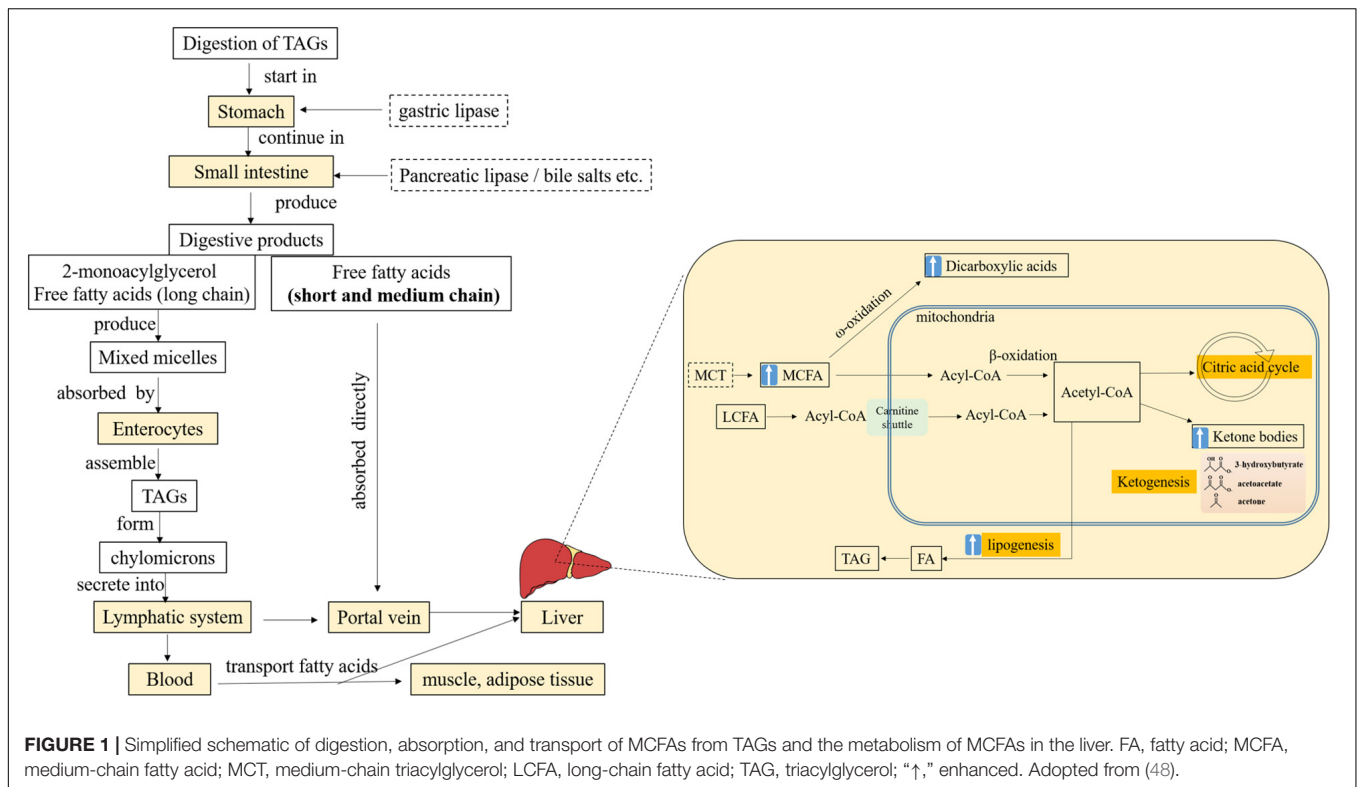 Digestion of TAGs
start in
Stomach
gastric lipase
continue in
Small intestine
Pancreatic lipase / bile salts etc.
produce
Digestive products
2-monoacylglycerol
Free fatty acids (long chain)
Free fatty acids
(short and medium chain)
produce
Mixed micelles
absorbed by
Enterocytes
assemble
TAGs
form
chylomicrons
secrete into
Lymphatic system
absorbed directly
Portal vein
Liver
Blood
transport fatty acids
muscle, adipose tissue
↑ Dicarboxylic acids
ω-oxidation
mitochondria
MCT
↑ MCFA
Acyl-CoA
β-oxidation
Acetyl-CoA
Citric acid cycle
LCFA
Acyl-CoA
Carnitine
shuttle
Acyl-CoA
↑ Ketone bodies
Ketogenesis
OH O O-
3-hydroxybutyrate
O O O-
acetoacetate
O
acetone
↑ lipogenesis
TAG
FA
FIGURE 1 | Simplified schematic of digestion, absorption, and transport of MCFAs from TAGs and the metabolism of MCFAs in the liver. FA, fatty acid; MCFA,
medium-chain fatty acid; MCT, medium-chain triacylglycerol; LCFA, long-chain fatty acid; TAG, triacylglycerol; “↑,” enhanced. Adopted from (48).